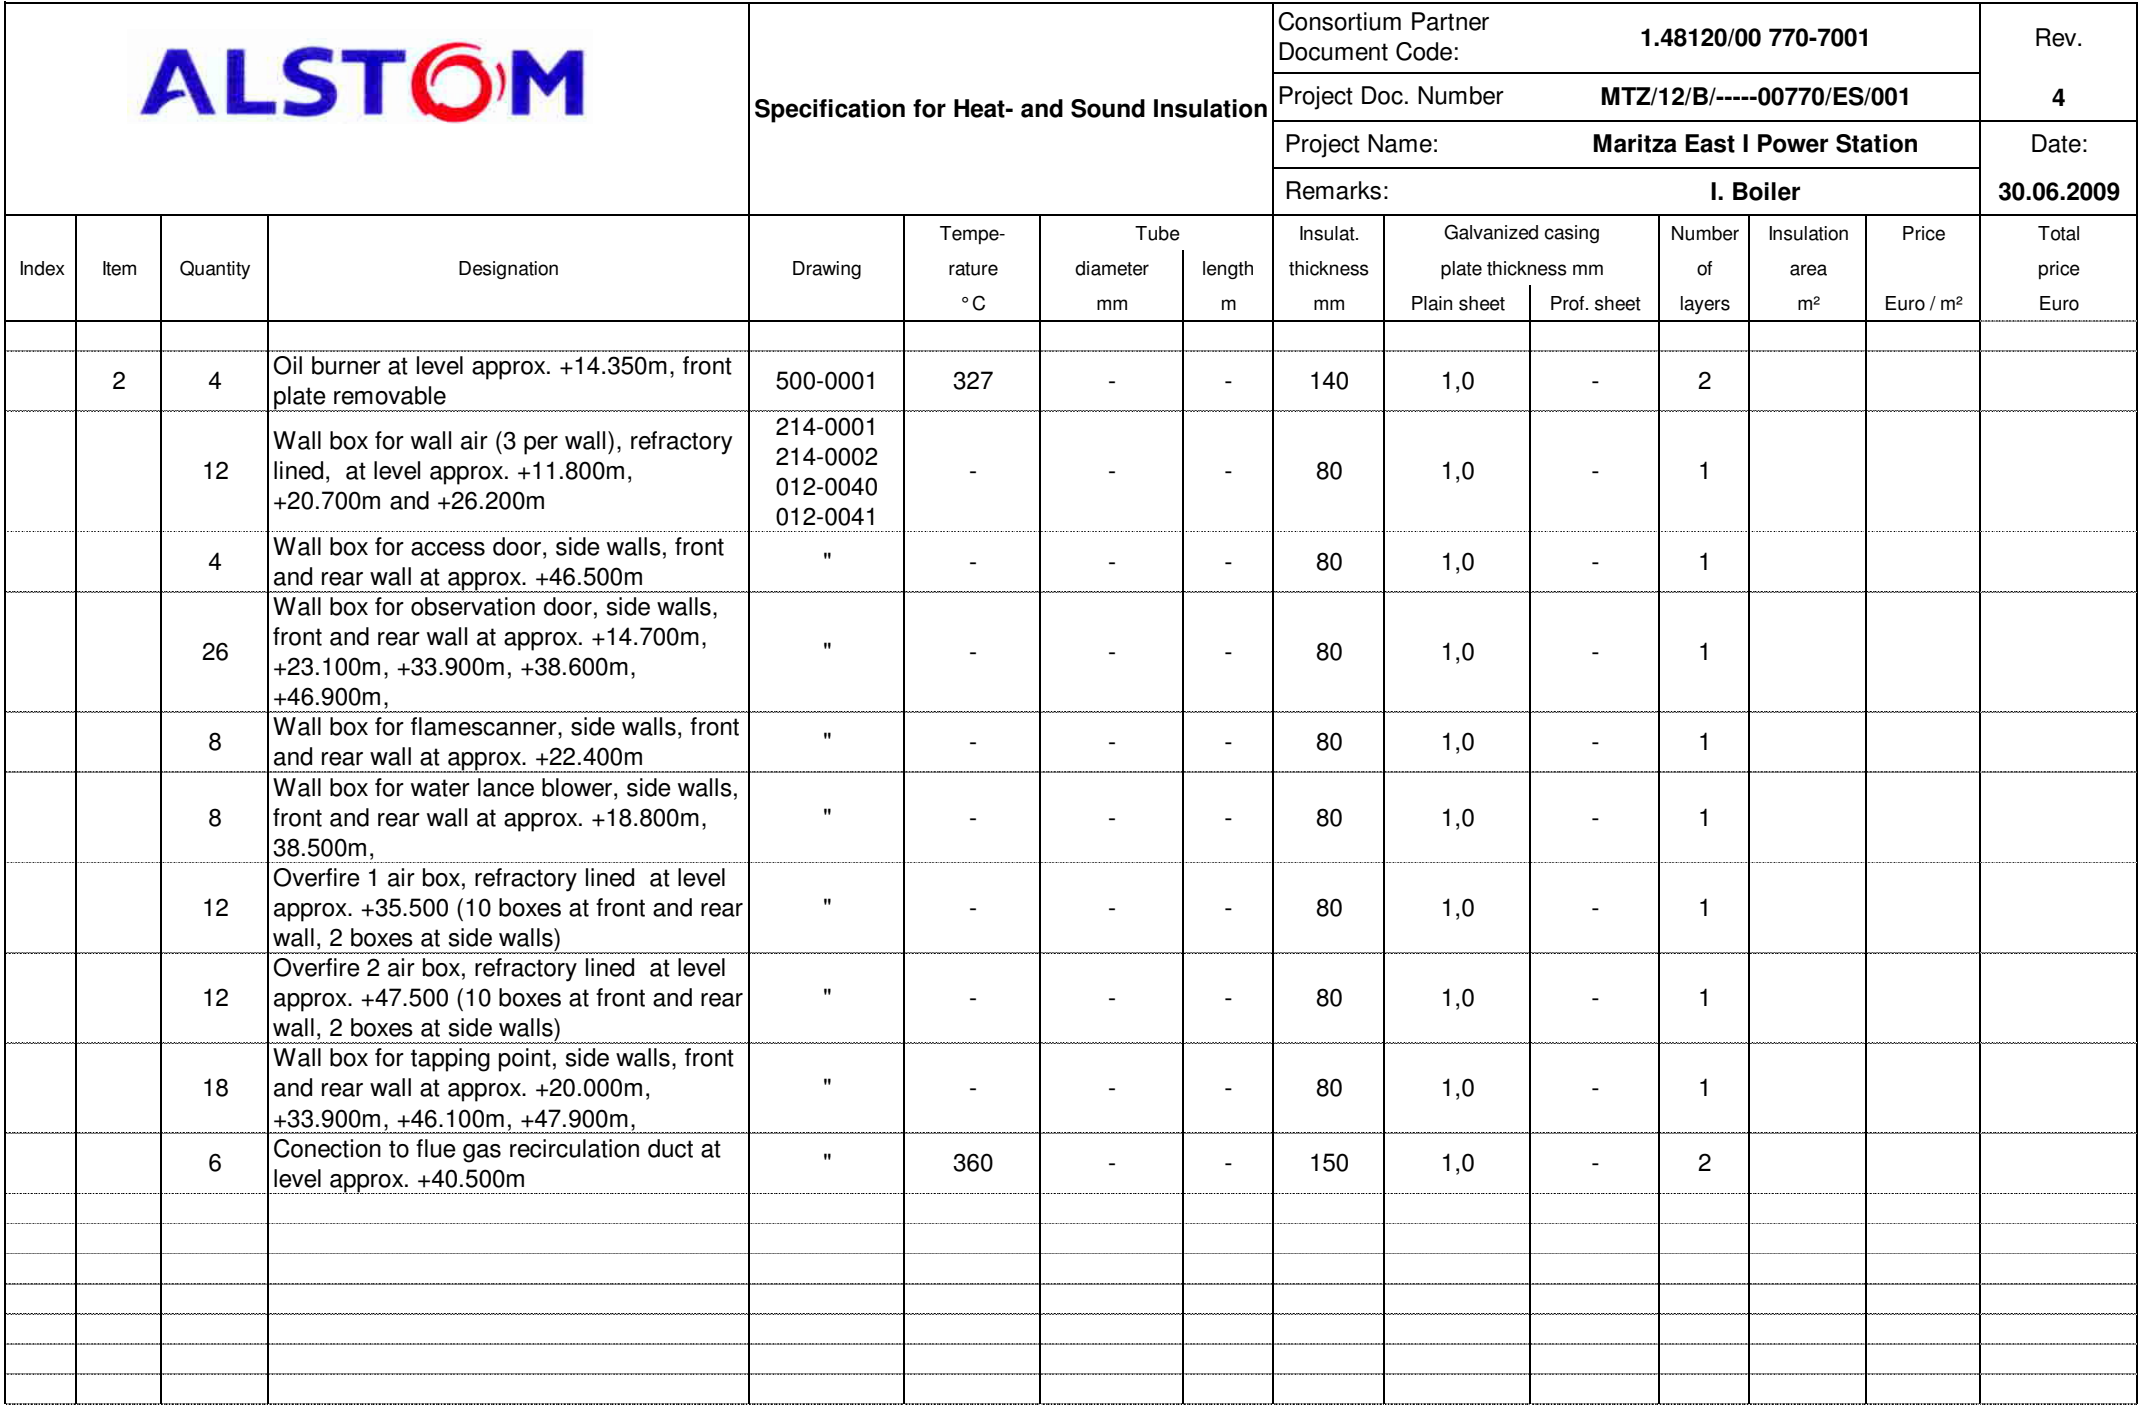 ALSTOM
Specification for Heat- and Sound Insulation
Consortium Partner
Document Code:
1.48120/00 770-7001
Rev.
Project Doc. Number
MTZ/12/B/-----00770/ES/001
4
Project Name:
Maritza East I Power Station
Date:
Remarks:
I. Boiler
30.06.2009
Index Item Quantity Designation Drawing
Tempe-
rature
°C
Tube
diameter
mm
length
m
Insulat.
thickness
mm
Galvanized casing
plate thickness mm
Plain sheet Prof. sheet
Number
of
layers
Insulation
area
m²
Price
Euro / m²
Total
price
Euro
2 4
Oil burner at level approx. +14.350m, front
plate removable
500-0001 327 - - 140 1,0 - 2
12
Wall box for wall air (3 per wall), refractory
lined,  at level approx. +11.800m,
+20.700m and +26.200m
214-0001
214-0002
012-0040
012-0041
- - - 80 1,0 - 1
4
Wall box for access door, side walls, front
and rear wall at approx. +46.500m
" - - - 80 1,0 - 1
26
Wall box for observation door, side walls,
front and rear wall at approx. +14.700m,
+23.100m, +33.900m, +38.600m,
+46.900m,
" - - - 80 1,0 - 1
8
Wall box for flamescanner, side walls, front
and rear wall at approx. +22.400m
" - - - 80 1,0 - 1
8
Wall box for water lance blower, side walls,
front and rear wall at approx. +18.800m,
38.500m,
" - - - 80 1,0 - 1
12
Overfire 1 air box, refractory lined  at level
approx. +35.500 (10 boxes at front and rear
wall, 2 boxes at side walls)
" - - - 80 1,0 - 1
12
Overfire 2 air box, refractory lined  at level
approx. +47.500 (10 boxes at front and rear
wall, 2 boxes at side walls)
" - - - 80 1,0 - 1
18
Wall box for tapping point, side walls, front
and rear wall at approx. +20.000m,
+33.900m, +46.100m, +47.900m,
" - - - 80 1,0 - 1
6
Conection to flue gas recirculation duct at
level approx. +40.500m
" 360 - - 150 1,0 - 2